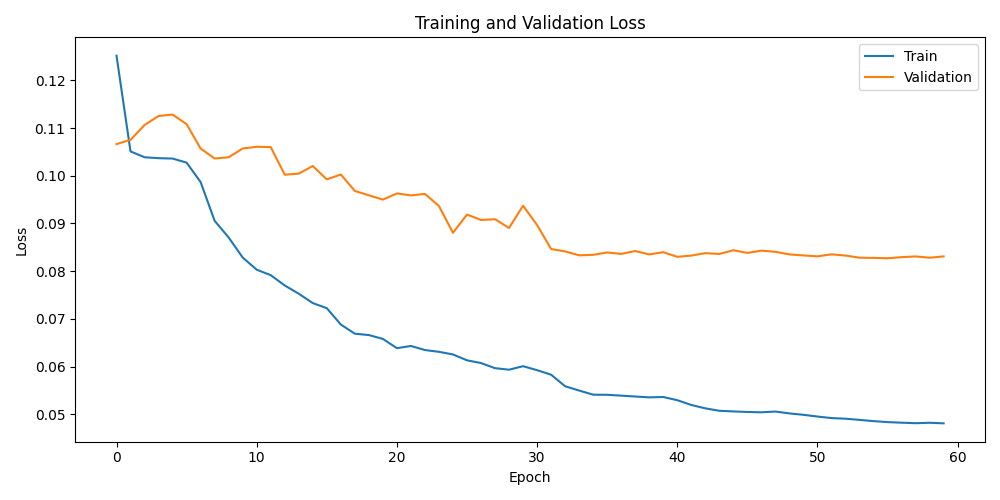 Training and Validation Loss
Train
Validation
0.12
0.11
0.10
0.09
0.08
0.07
0.06
0.05
Loss
0 10 20 30 40 50 60
Epoch